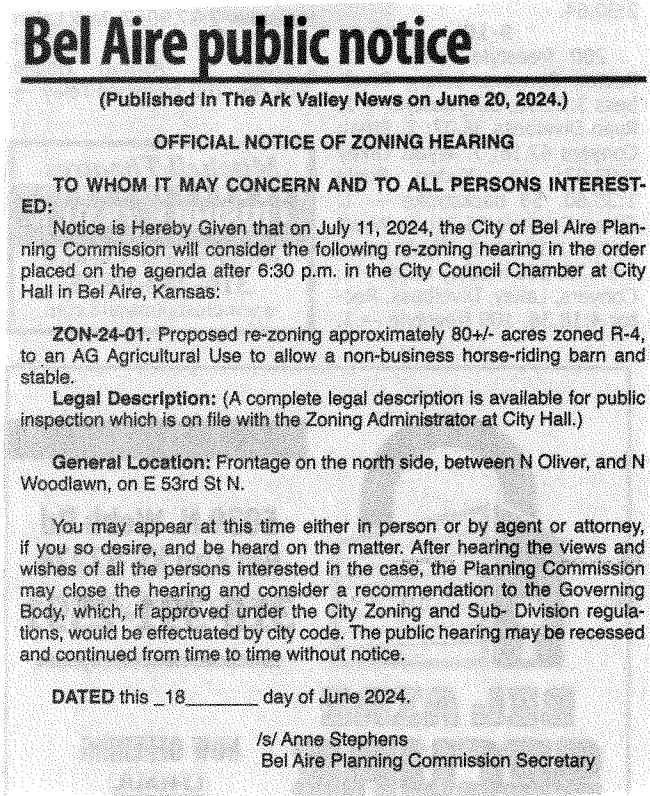 Bel Aire public notice
(Published in The Ark Valley News on June 20, 2024.)
OFFICIAL NOTICE OF ZONING HEARING
TO WHOM IT MAY CONCERN AND TO ALL PERSONS INTEREST-
ED:
Notice is Hereby Given that on July 11, 2024, the City of Bel Aire Plan-
ning Commission will consider the following re-zoning hearing in the order
placed on the agenda after 6:30 p.m. in the City Council Chamber at City
Hall in Bel Aire, Kansas:
ZON-24-01. Proposed re-zoning approximately 80+/- acres zoned R-4,
to an AG Agricultural Use to allow a non-business horse-riding barn and
stable.
Legal Description: (A complete legal description is available for public
inspection which is on file with the Zoning Administrator at City Hall.)
General Location: Frontage on the north side, between N Oliver, and N
Woodlawn, on E 53rd St N.
You may appear at this time either in person or by agent or attorney,
if you so desire, and be heard on the matter. After hearing the views and
wishes of all the persons interested in the case, the Planning Commission
may close the hearing and consider a recommendation to the Governing
Body, which, if approved under the City Zoning and Sub- Division regula-
tions, would be effectuated by city code. The public hearing may be recessed
and continued from time to time without notice.
DATED this _18_______ day of June 2024.
/s/ Anne Stephens
Bel Aire Planning Commission Secretary